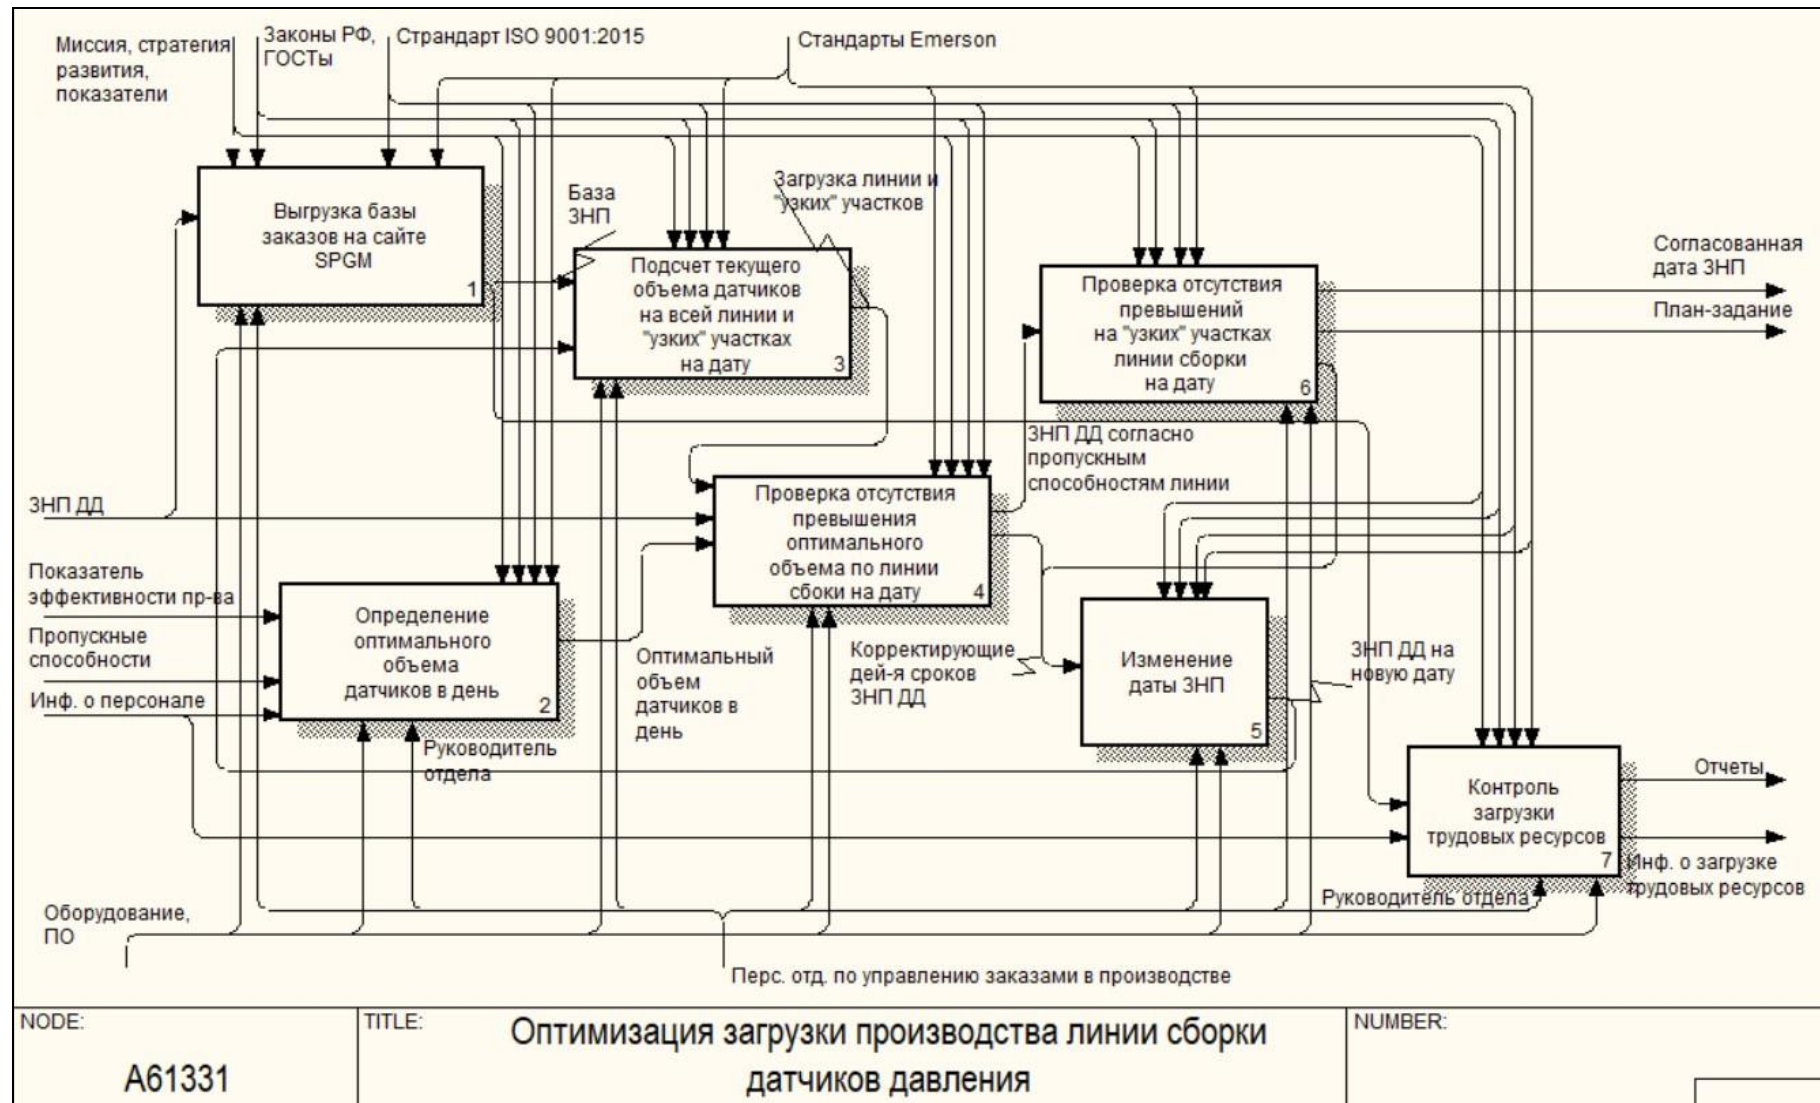 Миссия, стратегия
развития,
показатели
Законы РФ,
ГОСТы
Страндарт ISO 9001:2015
Стандарты Emerson
Выгрузка базы
заказов на сайте
SPGM
1
База
ЗНП
Загрузка линии и
"узких" участков
Подсчет текущего
объема датчиков
на всей линии и
"узких" участках
на дату
3
Проверка отсутствия
превышений
на "узких" участках
линии сборки
на дату
6
Согласованная
дата ЗНП
План-задание
ЗНП ДД согласно
пропускным
способностям линии
ЗНП ДД
Проверка отсутствия
превышения
оптимального
объема по линии
сбоки на дату
4
Показатель
эффективности пр-ва
Пропускные
способности
Инф. о персонале
Определение
оптимального
объема
датчиков в день
2
Руководитель
отдела
Оптимальный
объем
датчиков в
день
Корректирующие
дей-я сроков
ЗНП ДД
Изменение
даты ЗНП
5
ЗНП ДД на
новую дату
Контроль
загрузки
трудовых ресурсов
7
Отчеты
Инф. о загрузке
трудовых ресурсов
Руководитель отдела
Оборудование,
ПО
Перс. отд. по управлению заказами в производстве
NODE:
A61331
TITLE:
Оптимизация загрузки производства линии сборки
датчиков давления
NUMBER: